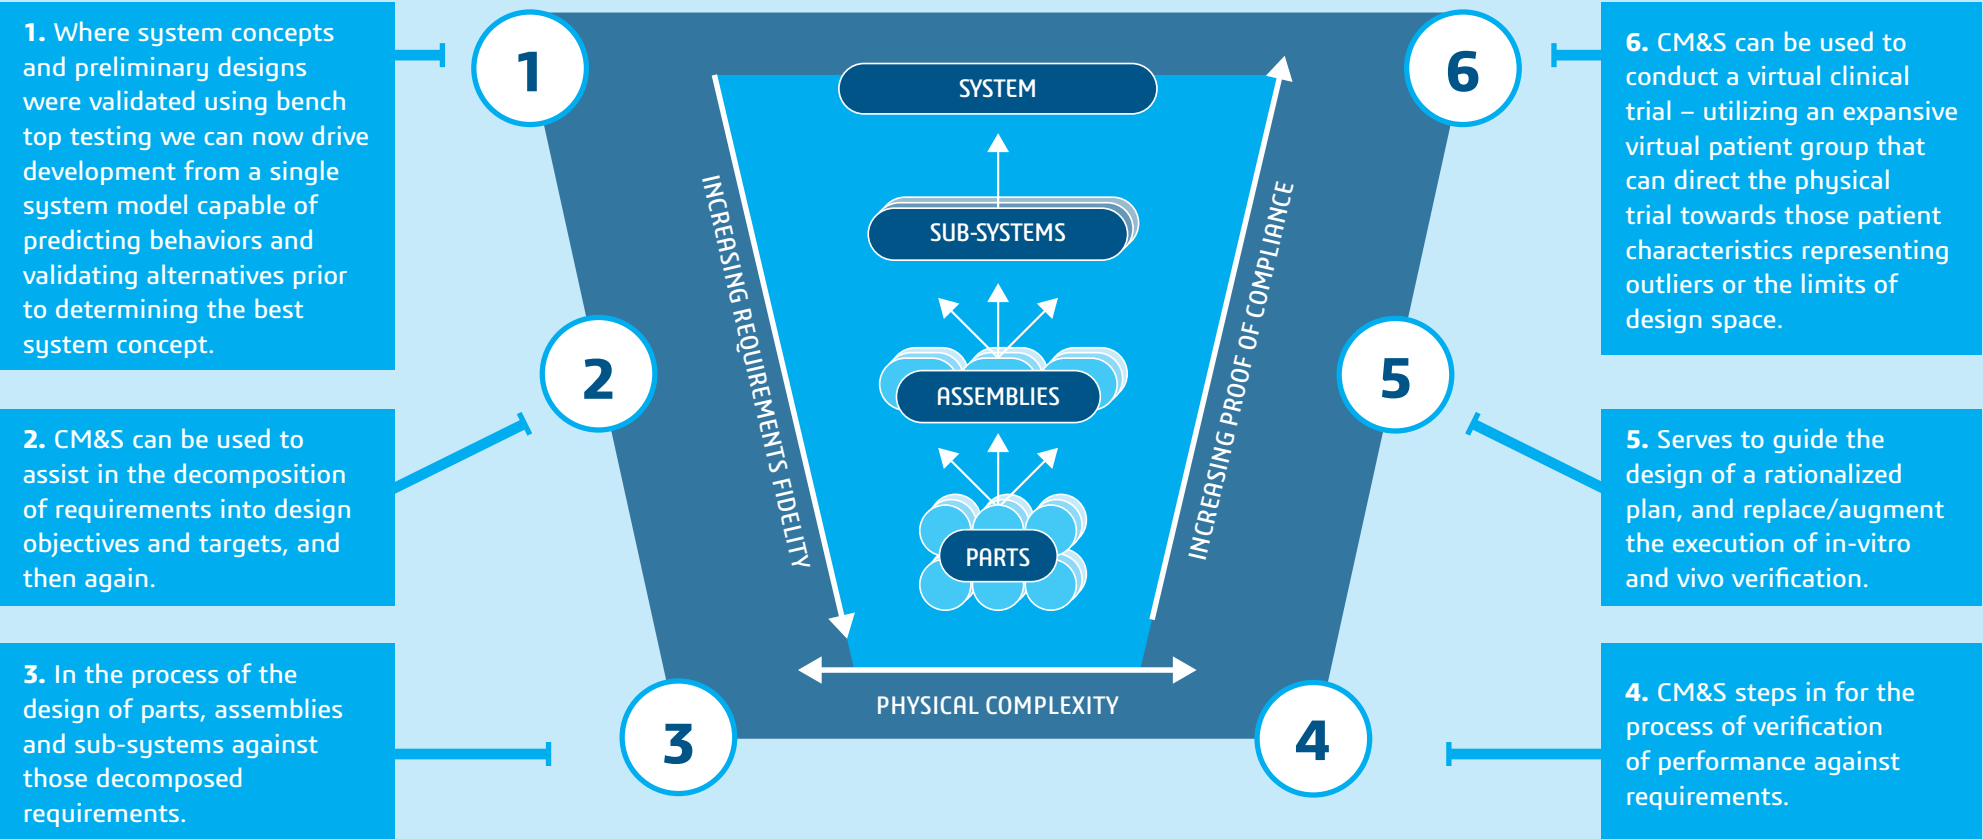 1. Where system concepts
and preliminary designs
were validated using bench
top testing we can now drive
development from a single
system model capable of
predicting behaviors and
validating alternatives prior
to determining the best
system concept.
2. CM&S can be used to
assist in the decomposition
of requirements into design
objectives and targets, and
then again.
3. In the process of the
design of parts, assemblies
and sub-systems against
those decomposed
requirements.
1
2
3
INCREASING REQUIREMENTS FIDELITY
SYSTEM
SUB-SYSTEMS
ASSEMBLIES
PARTS
PHYSICAL COMPLEXITY
INCREASING PROOF OF COMPLIANCE
6
5
4
6. CM&S can be used to
conduct a virtual clinical
trial – utilizing an expansive
virtual patient group that
can direct the physical
trial towards those patient
characteristics representing
outliers or the limits of
design space.
5. Serves to guide the
design of a rationalized
plan, and replace/augment
the execution of in-vitro
and vivo verification.
4. CM&S steps in for the
process of verification
of performance against
requirements.